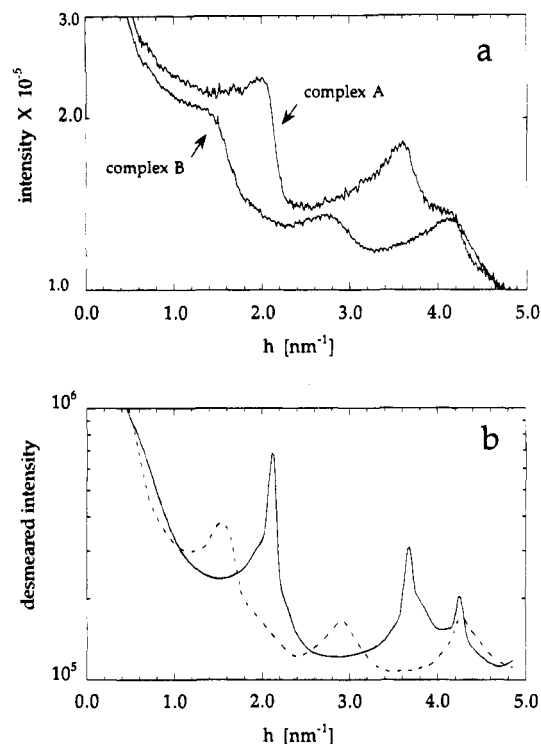 a
3.0
2.0
1.0
intensity X 10⁻⁵
complex A
complex B
0.0 1.0 2.0 3.0 4.0 5.0
h [nm⁻¹]
b
10⁶
10⁵
desmeared intensity
0.0 1.0 2.0 3.0 4.0 5.0
h [nm⁻¹]